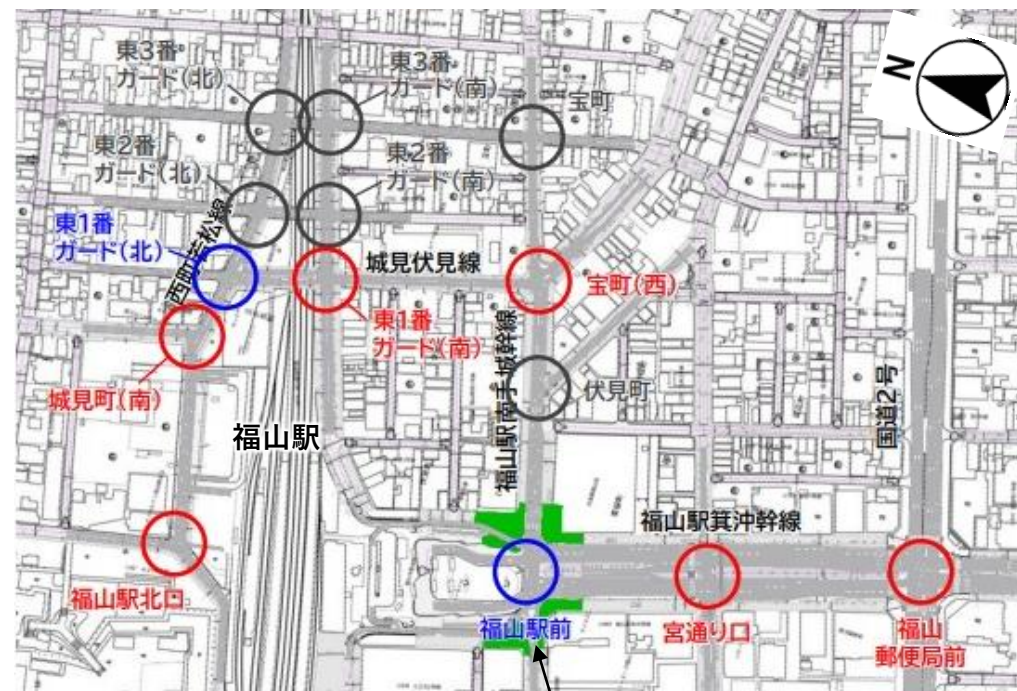 東3番
ガード(北)
東3番
ガード(南)
宝町
N
東2番
ガード(北)
東2番
ガード(南)
東1番
ガード(北)
西町若松線
城見伏見線
宝町(西)
東1番
ガード(南)
城見町(南)
福山駅南手城幹線
伏見町
国道2号
福山駅
福山駅箕沖幹線
福山駅北口
福山駅前
宮通り口
福山
郵便局前